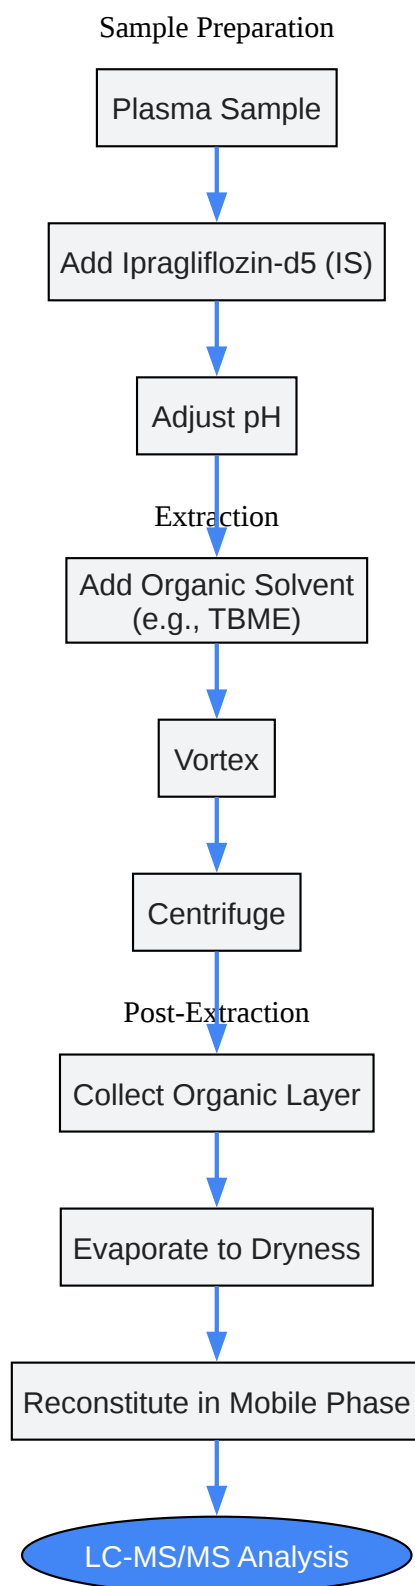 Sample Preparation
Plasma Sample
Add Ipragliflozin-d5 (IS)
Adjust pH
Extraction
Add Organic Solvent
(e.g., TBME)
Vortex
Centrifuge
Post-Extraction
Collect Organic Layer
Evaporate to Dryness
Reconstitute in Mobile Phase
LC-MS/MS Analysis